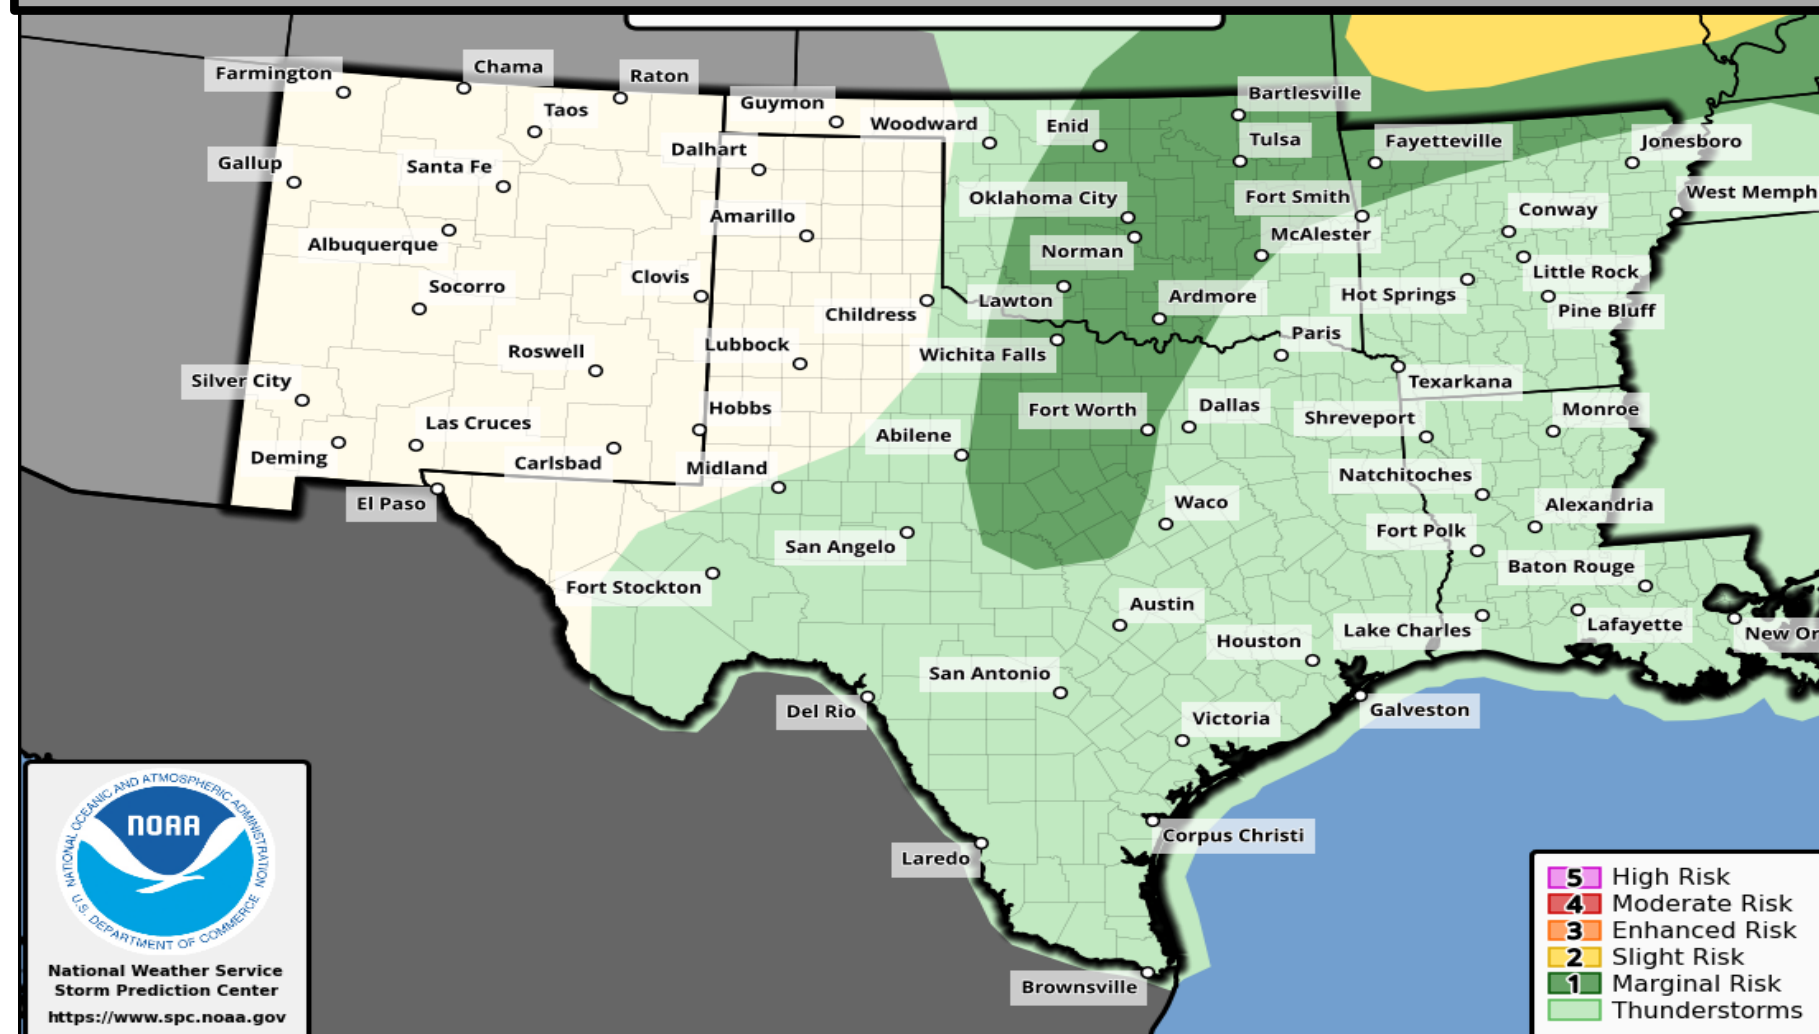 Farmington
Chama
Raton
Taos
Guymon
Woodward
Enid
Bartlesville
Tulsa
Fayetteville
Jonesboro
Gallup
Santa Fe
Dalhart
Oklahoma City
Fort Smith
Conway
West Memph
Albuquerque
Amarillo
Norman
McAlester
Little Rock
Socorro
Clovis
Childress
Lawton
Ardmore
Hot Springs
Pine Bluff
Roswell
Lubbock
Wichita Falls
Paris
Texarkana
Silver City
Las Cruces
Hobbs
Fort Worth
Dallas
Shreveport
Monroe
Deming
Carlsbad
Midland
Abilene
Natchitoches
El Paso
San Angelo
Waco
Fort Polk
Alexandria
Fort Stockton
Austin
Baton Rouge
Houston
Lake Charles
Lafayette
New Or
San Antonio
Del Rio
Victoria
Galveston
Corpus Christi
Laredo
Brownsville
NATIONAL OCEANIC AND ATMOSPHERIC ADMINISTRATION
NOAA
U.S. DEPARTMENT OF COMMERCE
National Weather Service
Storm Prediction Center
https://www.spc.noaa.gov
5 High Risk
4 Moderate Risk
3 Enhanced Risk
2 Slight Risk
1 Marginal Risk
Thunderstorms